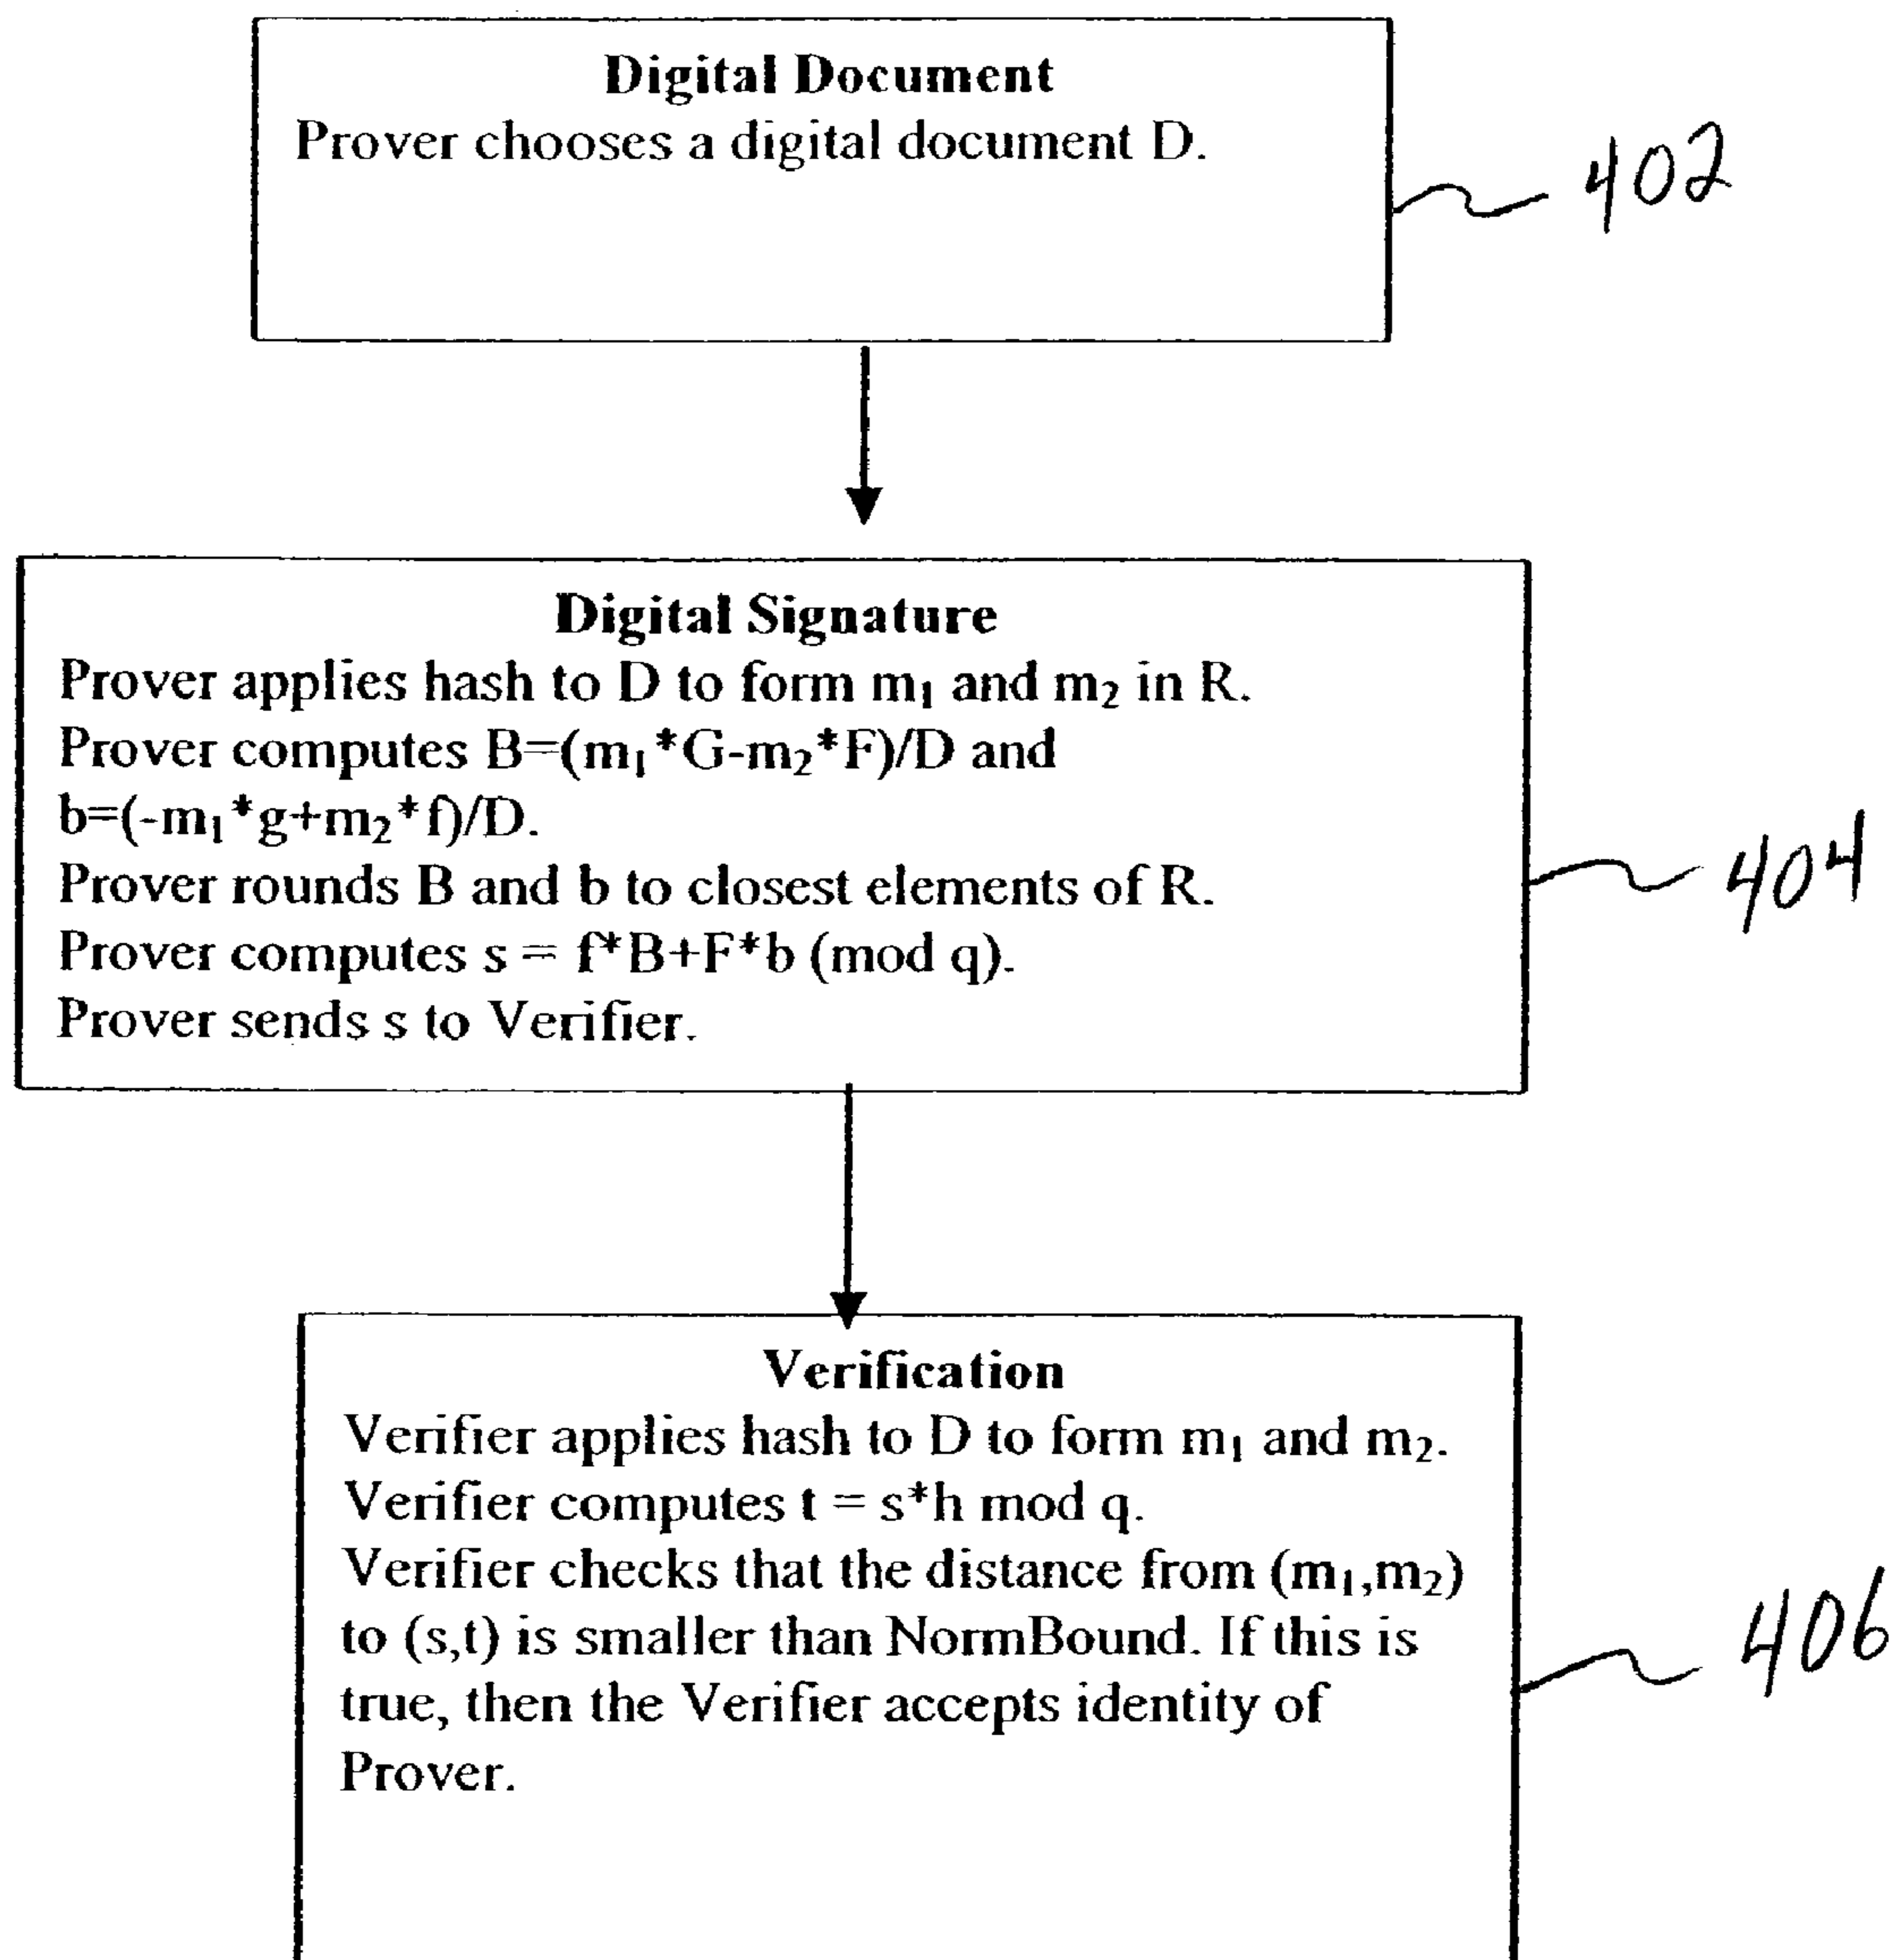 Digital Document
Prover chooses a digital document D.
402
Digital Signature
Prover applies hash to D to form m₁ and m₂ in R.
Prover computes B=(m₁*G-m₂*F)/D and
b=(-m₁*g+m₂*f)/D.
Prover rounds B and b to closest elements of R.
Prover computes s = f*B+F*b (mod q).
Prover sends s to Verifier.
404
Verification
Verifier applies hash to D to form m₁ and m₂.
Verifier computes t = s*h mod q.
Verifier checks that the distance from (m₁,m₂)
to (s,t) is smaller than NormBound. If this is
true, then the Verifier accepts identity of
Prover.
406